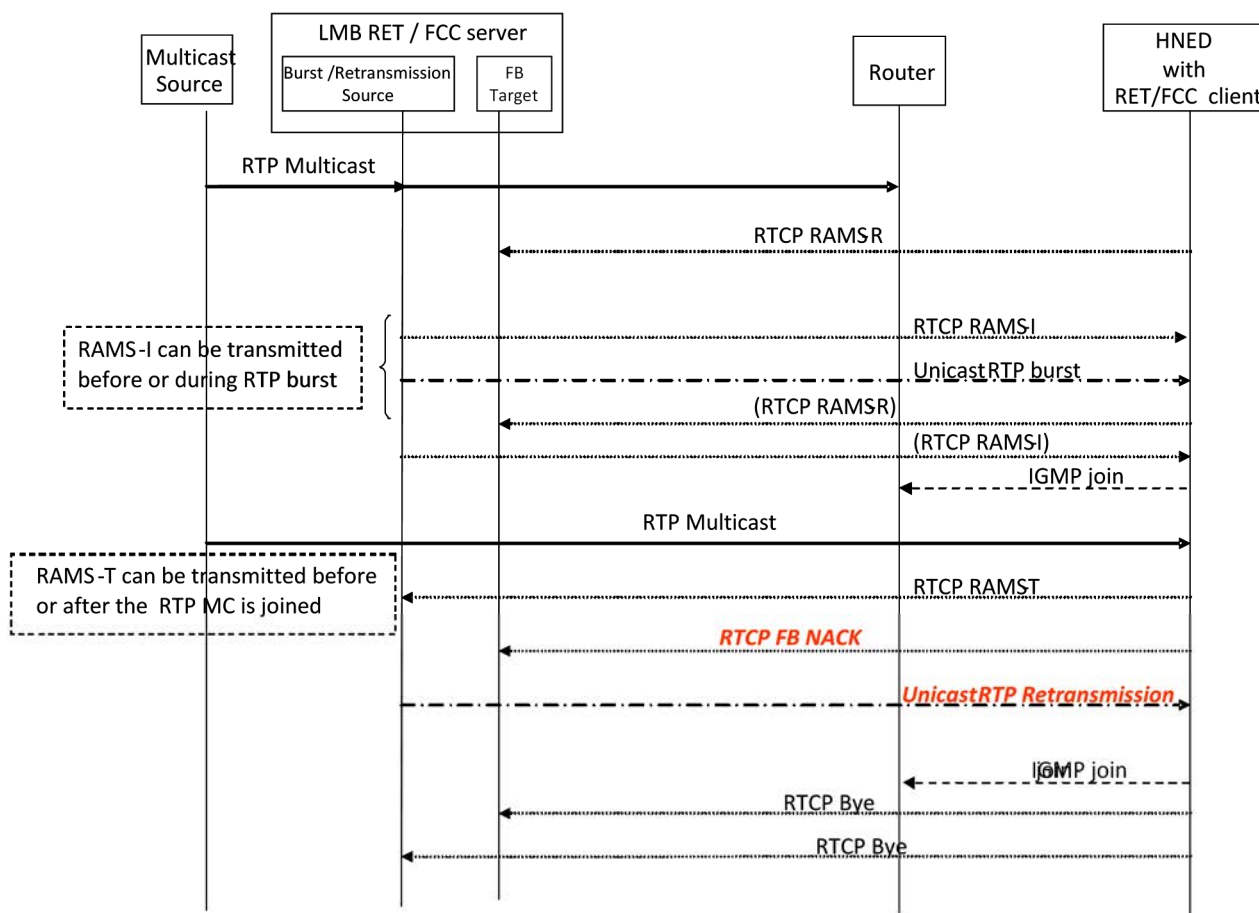 Multicast
Source
LMB RET / FCC server
Burst /Retransmission
Source
FB
Target
Router
HNED
with
RET/FCC client
RTP Multicast
RTCP RAMS-R
RTCP RAMS-I
RAMS-I can be transmitted
before or during RTP burst
Unicast RTP burst
(RTCP RAMS-R)
(RTCP RAMS-I)
IGMP join
RTP Multicast
RAMS-T can be transmitted before
or after the RTP MC is joined
RTCP RAMS-T
RTCP FB NACK
Unicast RTP Retransmission
IGMP join
RTCP Bye
RTCP Bye